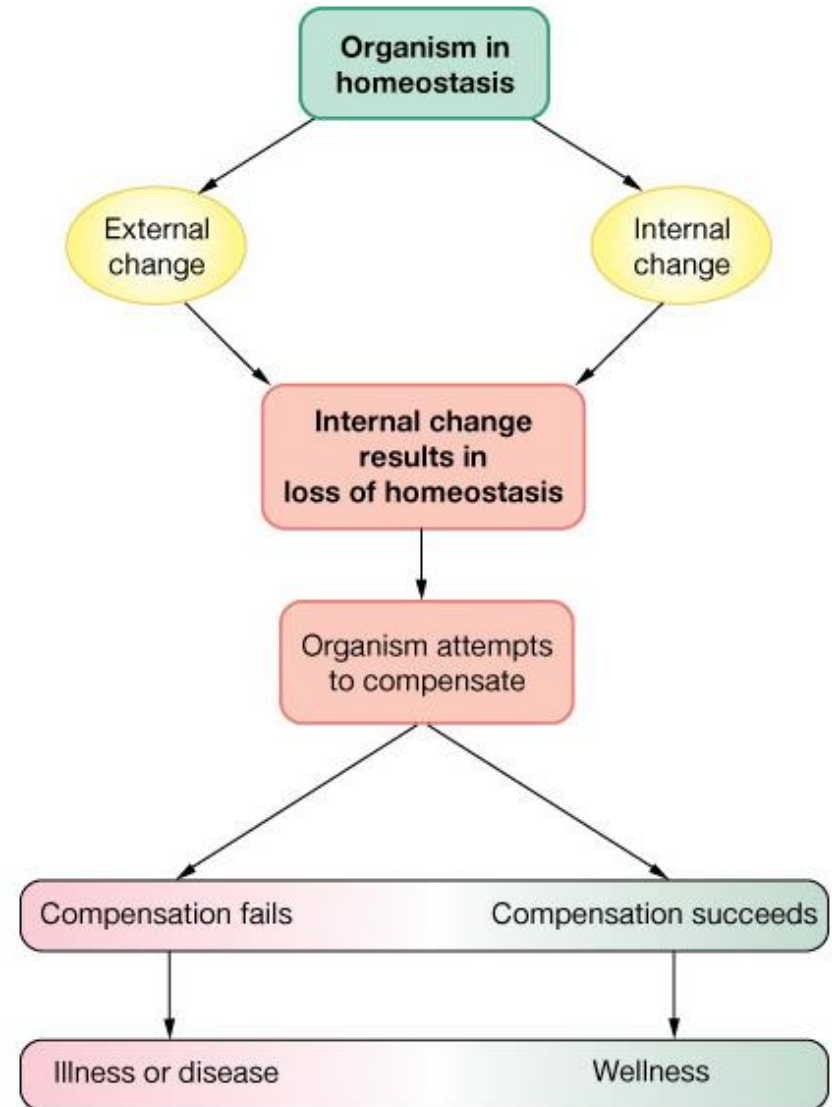 Organism in
homeostasis
External
change
Internal
change
Internal change
results in
loss of homeostasis
Organism attempts
to compensate
Compensation fails
Compensation succeeds
Illness or disease
Wellness